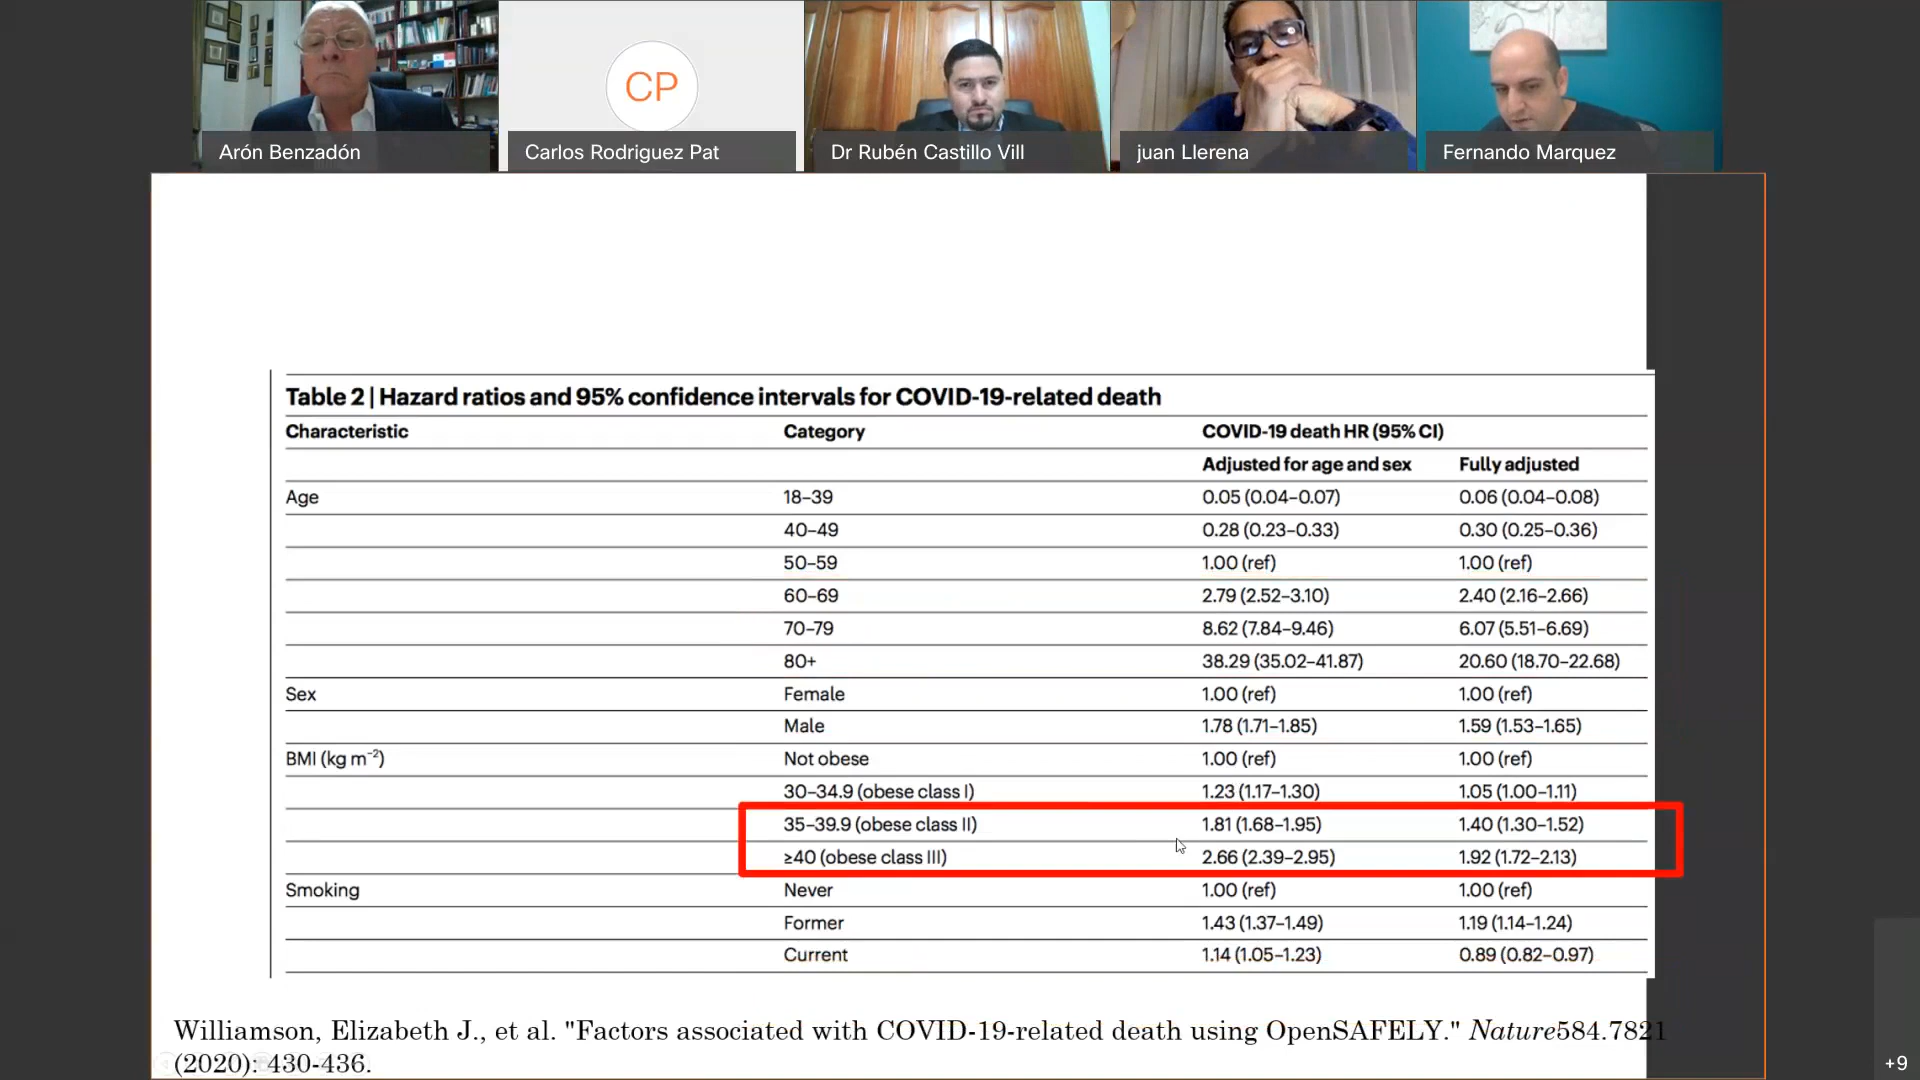 CP
Arón Benzadón
Carlos Rodriguez Pat
Dr Rubén Castillo Vill
juan Llerena
Fernando Marquez
Table 2 | Hazard ratios and 95% confidence intervals for COVID-19-related death
Characteristic Category COVID-19 death HR (95% CI)
Adjusted for age and sex Fully adjusted
Age 18–39 0.05 (0.04–0.07) 0.06 (0.04–0.08)
40–49 0.28 (0.23–0.33) 0.30 (0.25–0.36)
50–59 1.00 (ref) 1.00 (ref)
60–69 2.79 (2.52–3.10) 2.40 (2.16–2.66)
70–79 8.62 (7.84–9.46) 6.07 (5.51–6.69)
80+ 38.29 (35.02–41.87) 20.60 (18.70–22.68)
Sex Female 1.00 (ref) 1.00 (ref)
Male 1.78 (1.71–1.85) 1.59 (1.53–1.65)
BMI (kg m⁻²) Not obese 1.00 (ref) 1.00 (ref)
30–34.9 (obese class I) 1.23 (1.17–1.30) 1.05 (1.00–1.11)
35–39.9 (obese class II) 1.81 (1.68–1.95) 1.40 (1.30–1.52)
≥40 (obese class III) 2.66 (2.39–2.95) 1.92 (1.72–2.13)
Smoking Never 1.00 (ref) 1.00 (ref)
Former 1.43 (1.37–1.49) 1.19 (1.14–1.24)
Current 1.14 (1.05–1.23) 0.89 (0.82–0.97)
Williamson, Elizabeth J., et al. "Factors associated with COVID-19-related death using OpenSAFELY." Nature584.7821
(2020): 430-436.
+9